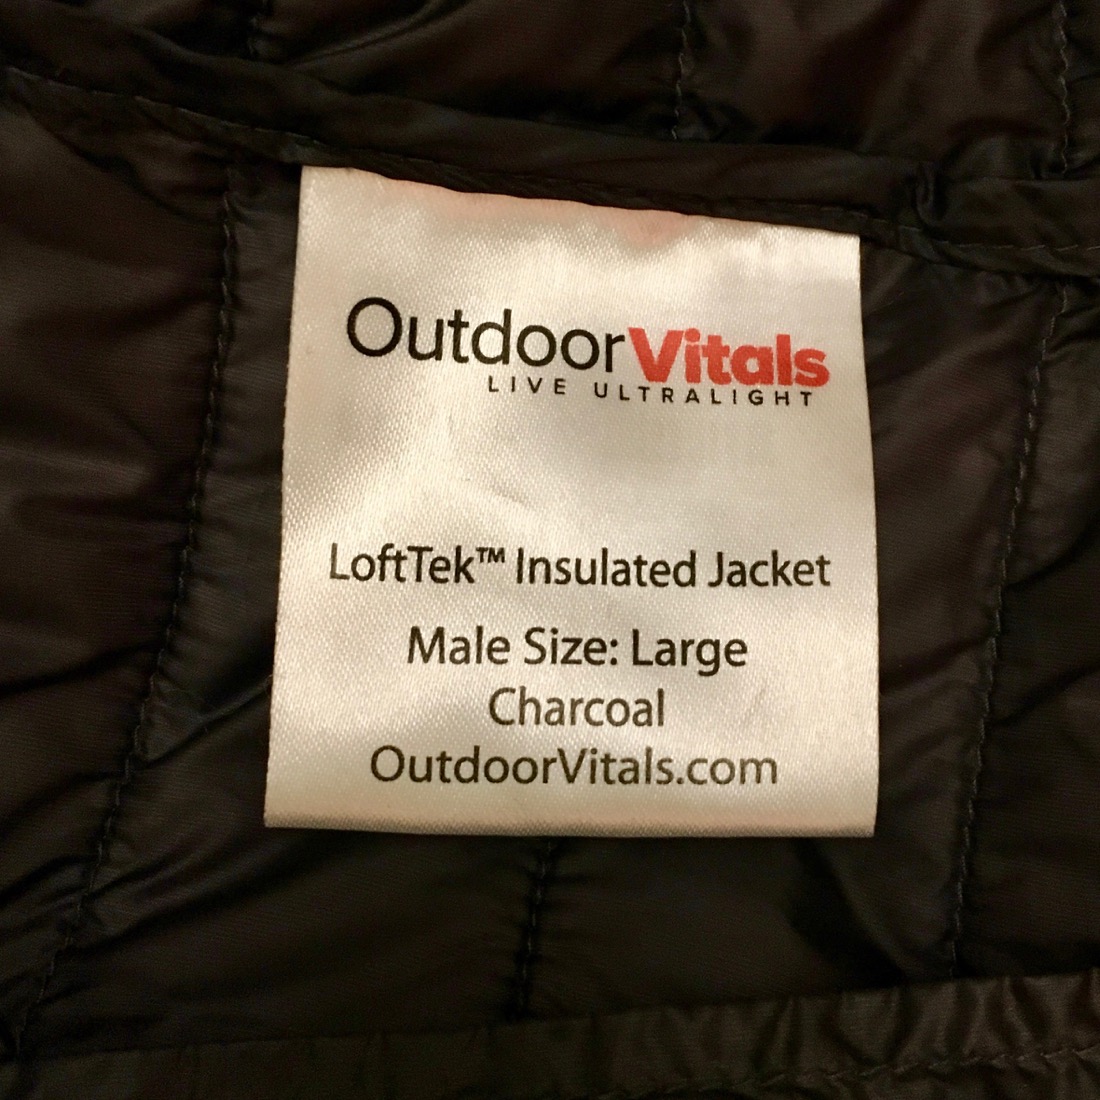 OutdoorVitals
LIVE ULTRALIGHT
LoftTek™ Insulated Jacket
Male Size: Large
Charcoal
OutdoorVitals.com